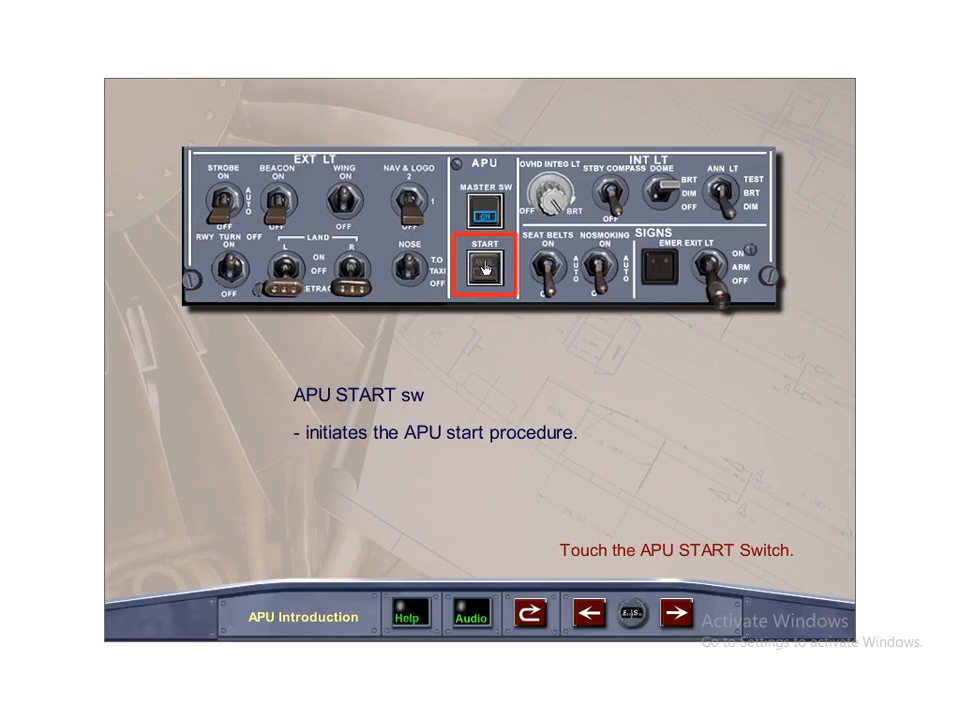 EXT LT
STROBE
ON
AUTO
OFF
BEACON
ON
OFF
WING
ON
OFF
NAV & LOGO
2
1
OFF
RWY TURN OFF
ON
OFF
LAND
L
R
ON
OFF
RETRACT
NOSE
T.O
TAXI
OFF
APU
MASTER SW
ON
START
OVHD INTEG LT
OFF
BRT
INT LT
STBY COMPASS
OFF
DOME
BRT
DIM
OFF
ANN LT
TEST
BRT
DIM
SIGNS
SEAT BELTS
ON
AUTO
NOSMOKING
ON
AUTO
EMER EXIT LT
ON
ARM
OFF
APU START sw
- initiates the APU start procedure.
Touch the APU START Switch.
APU Introduction
Help
Audio
Activate Windows
Go to Settings to activate Windows.